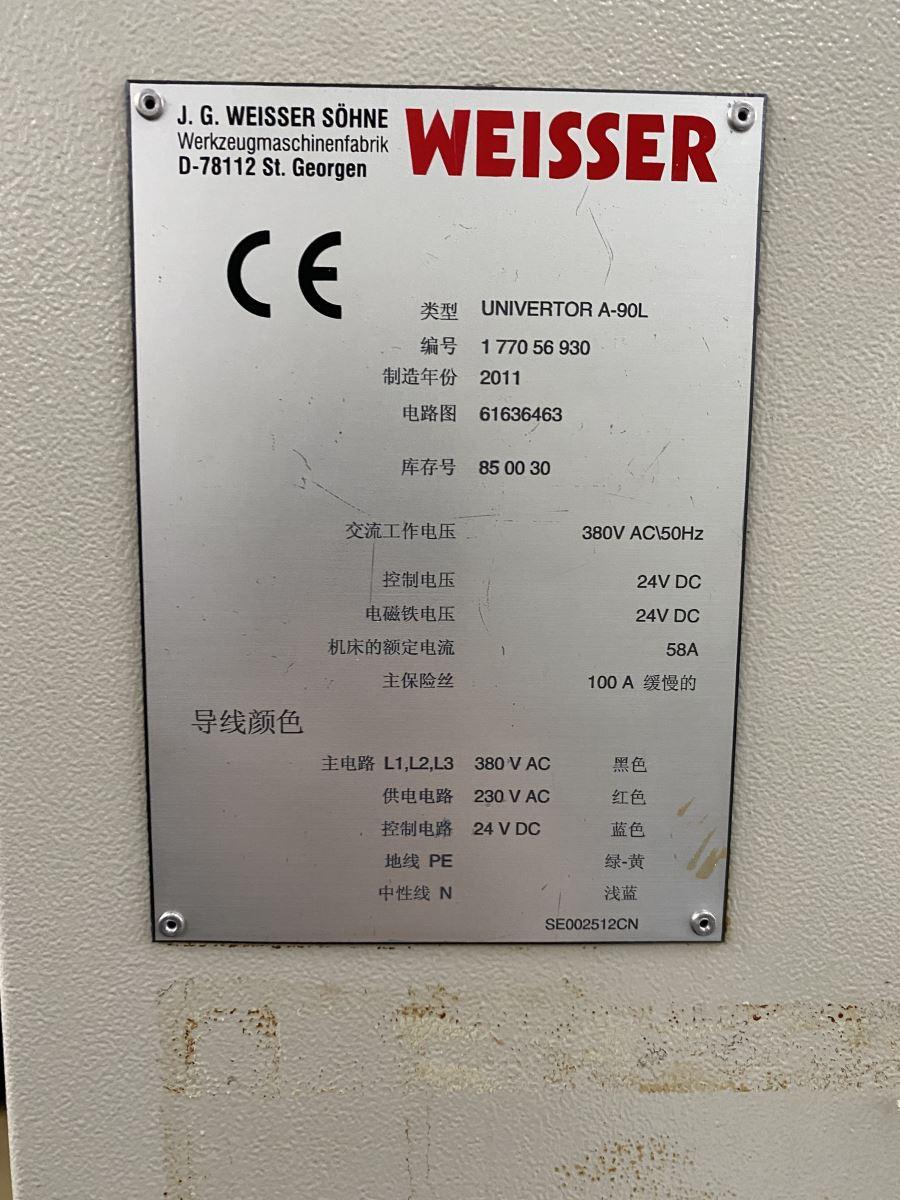 J. G. WEISSER SÖHNE
Werkzeugmaschinenfabrik
D-78112 St. Georgen
WEISSER
CE
类型 UNIVERTOR A-90L
编号 1 770 56 930
制造年份 2011
电路图 61636463
库存号 85 00 30
交流工作电压 380V AC\50Hz
控制电压 24V DC
电磁铁电压 24V DC
机床的额定电流 58A
主保险丝 100 A 缓慢的
导线颜色
主电路 L1,L2,L3 380 V AC 黑色
供电电路 230 V AC 红色
控制电路 24 V DC 蓝色
地线 PE 绿-黄
中性线 N 浅蓝
SE002512CN